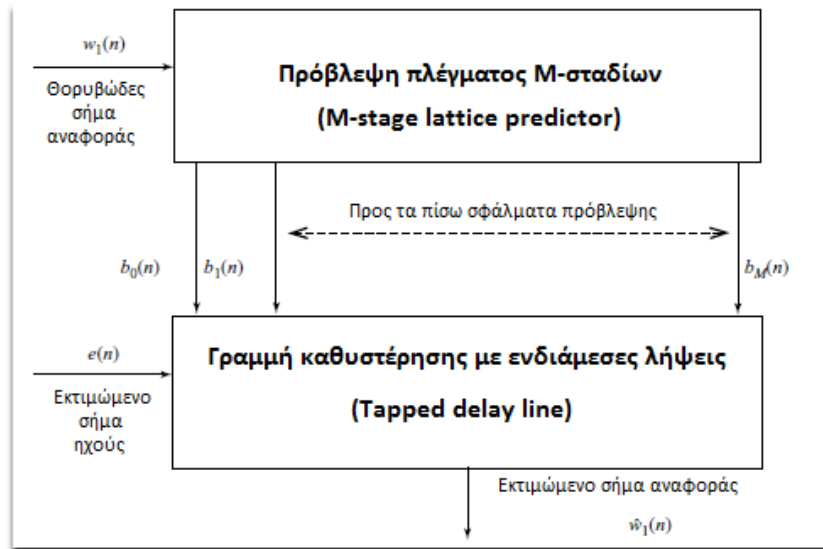 w₁(n)
Θορυβώδες
σήμα
αναφοράς
Πρόβλεψη πλέγματος Μ-σταδίων
(M-stage lattice predictor)
Προς τα πίσω σφάλματα πρόβλεψης
b₀(n) b₁(n) b_M(n)
e(n)
Εκτιμώμενο
σήμα
ηχούς
Γραμμή καθυστέρησης με ενδιάμεσες λήψεις
(Tapped delay line)
Εκτιμώμενο σήμα αναφοράς
ŵ₁(n)